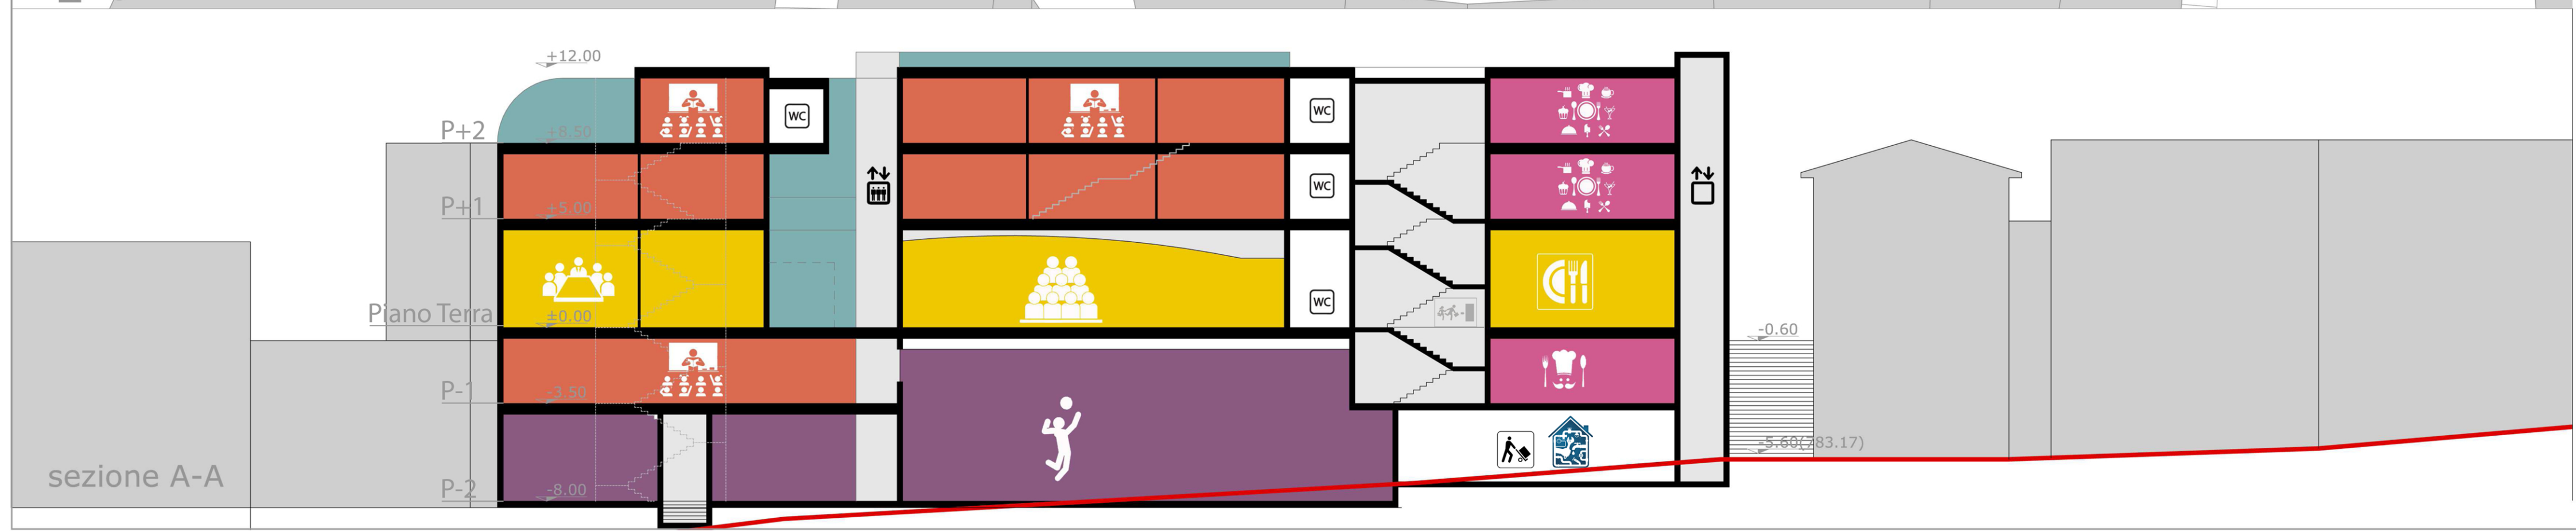 +12.00
WC
P+2
+8.50
WC
P+1
+5.00
WC
Piano Terra
±0.00
WC
-0.60
P-1
-3.50
-5.60(783.17)
sezione A-A
P-2
-8.00